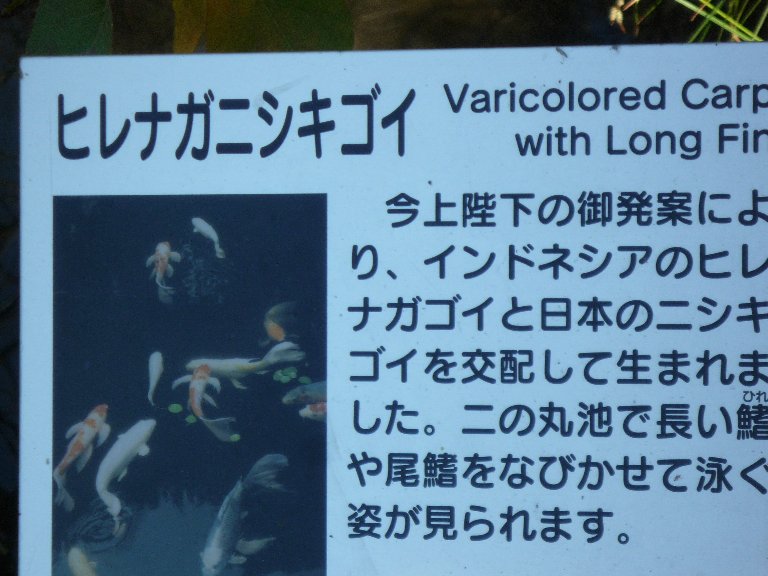 ヒレナガニシキゴイ
Varicolored Carp
with Long Fin
今上陛下の御発案によ
り、インドネシアのヒレ
ナガゴイと日本のニシキ
ゴイを交配して生まれま
した。二の丸池で長い鰭
ひれ
や尾鰭をなびかせて泳ぐ
姿が見られます。